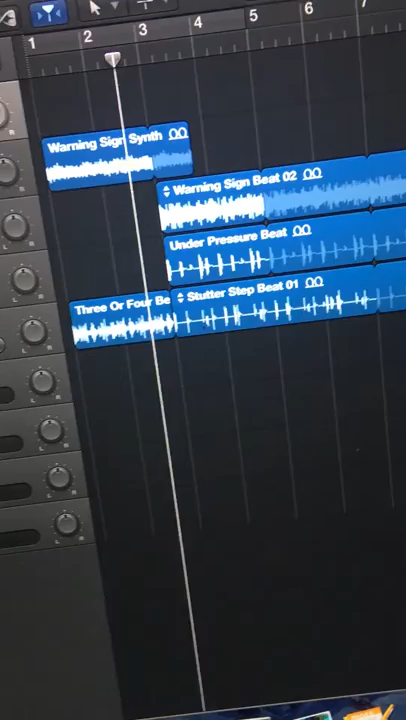 1 2 3 4 5 6 7
Warning Sign Synth
Warning Sign Beat 02
Under Pressure Beat
Three Or Four Be
Stutter Step Beat 01
L R
L R
L R
L R
L R
L R
L R
L R